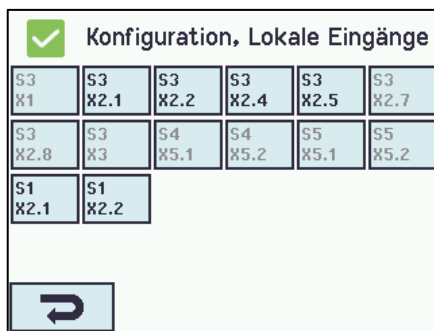 Konfiguration, Lokale Eingänge
S3 S3 S3 S3 S3 S3
X1 X2.1 X2.2 X2.4 X2.5 X2.7
S3 S3 S4 S4 S5 S5
X2.8 X3 X5.1 X5.2 X5.1 X5.2
S1 S1
X2.1 X2.2